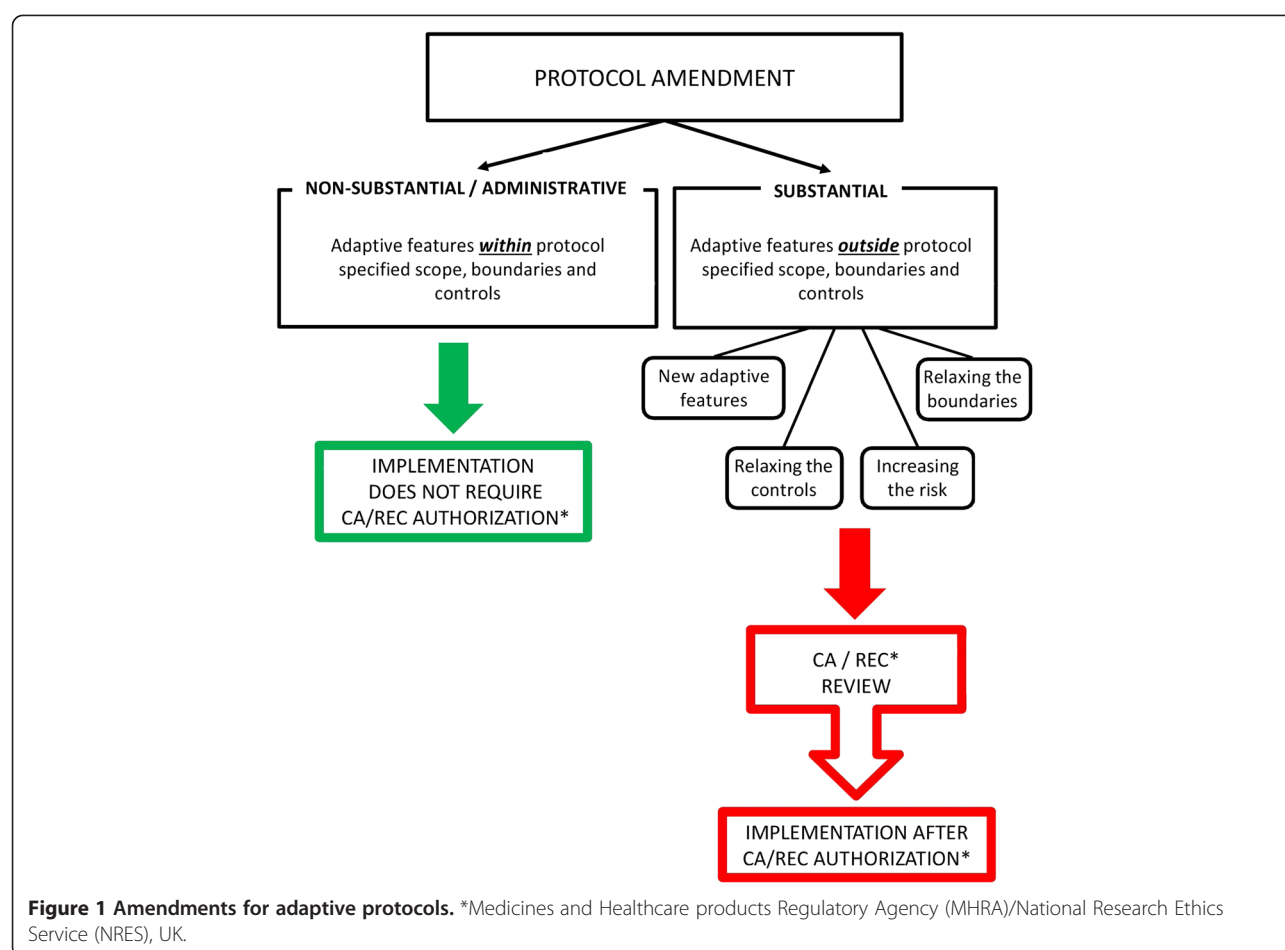 PROTOCOL AMENDMENT
NON-SUBSTANTIAL / ADMINISTRATIVE
Adaptive features within protocol
specified scope, boundaries and
controls
SUBSTANTIAL
Adaptive features outside protocol
specified scope, boundaries and
controls
New adaptive
features
Relaxing the
boundaries
Relaxing the
controls
Increasing
the risk
IMPLEMENTATION
DOES NOT REQUIRE
CA/REC AUTHORIZATION*
CA / REC*
REVIEW
IMPLEMENTATION AFTER
CA/REC AUTHORIZATION*
Figure 1 Amendments for adaptive protocols. *Medicines and Healthcare products Regulatory Agency (MHRA)/National Research Ethics
Service (NRES), UK.